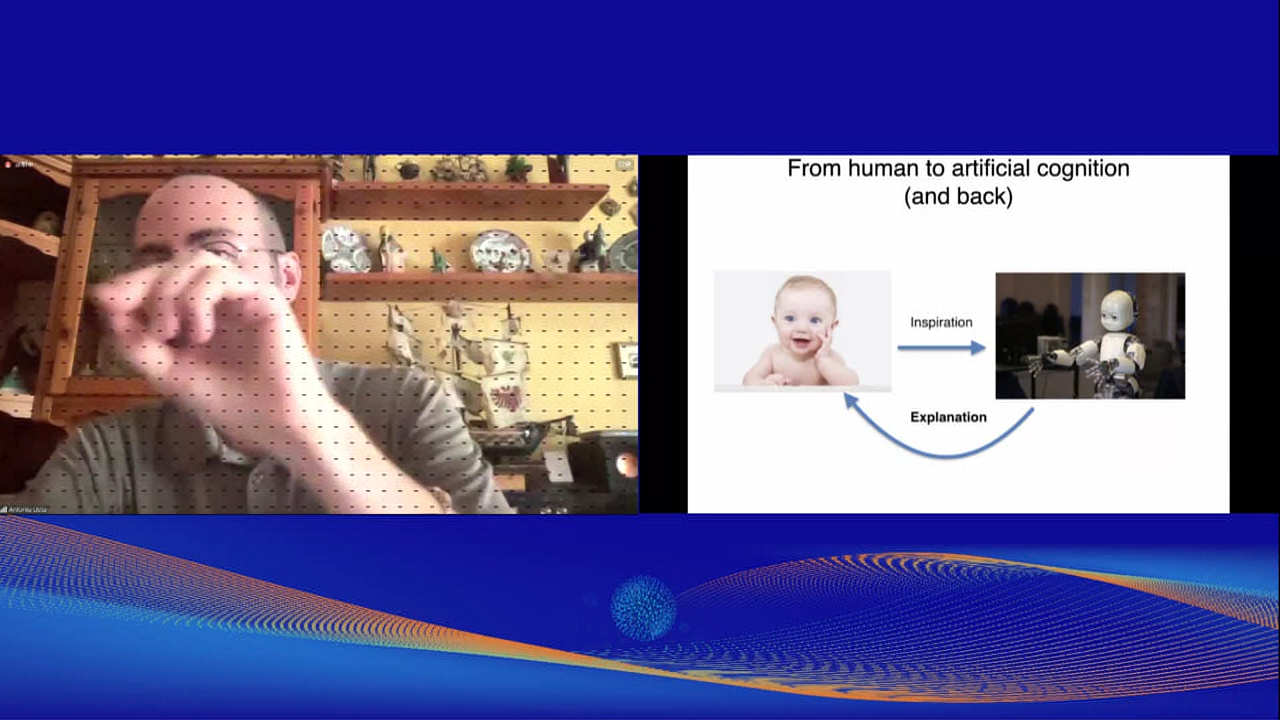 From human to artificial cognition
(and back)
Inspiration
Explanation